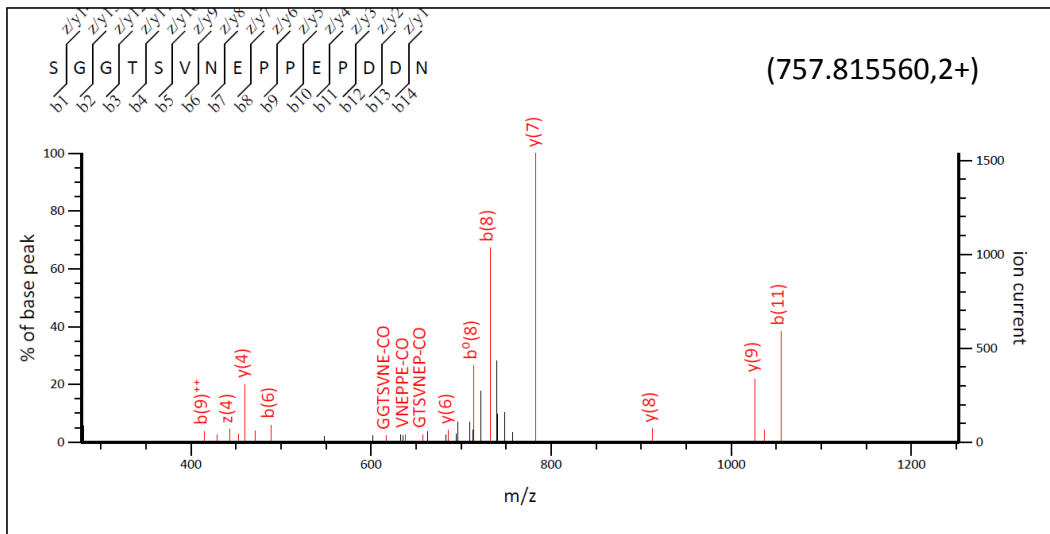 z/y14 z/y13 z/y12 z/y11 z/y10 z/y9 z/y8 z/y7 z/y6 z/y5 z/y4 z/y3 z/y2 z/y1
S G G T S V N E P P E P D D N
b1 b2 b3 b4 b5 b6 b7 b8 b9 b10 b11 b12 b13 b14
(757.815560,2+)
% of base peak
100
80
60
40
20
0
b(9)++
z(4)
y(4)
b(6)
GGTSVNE-CO
VNEPPE-CO
GTSVNEP-CO
y(6)
b⁰(8)
b(8)
y(7)
y(8)
y(9)
b(11)
1500
1000
500
0
ion current
400 600 800 1000 1200
m/z